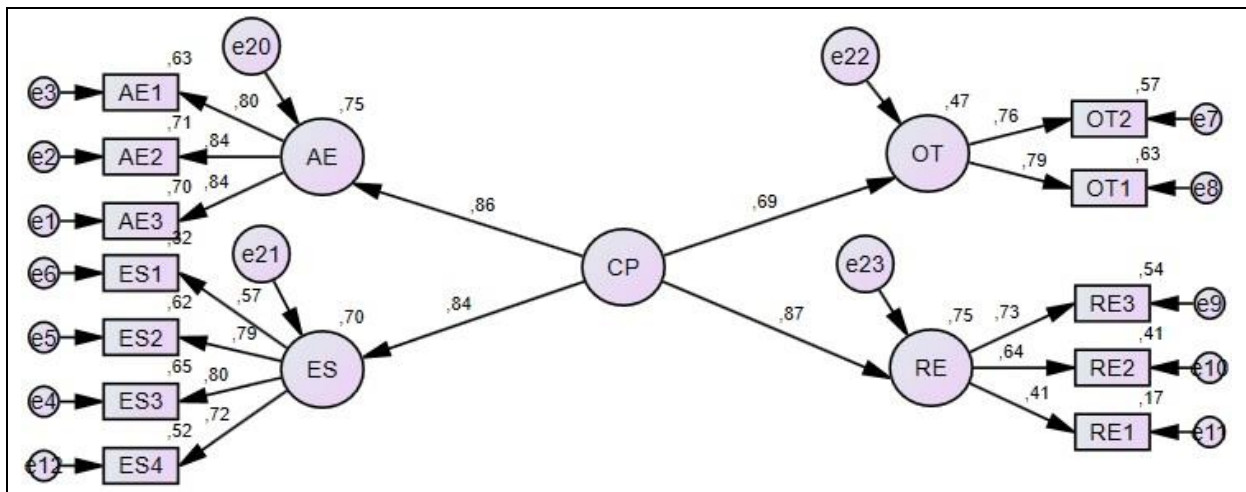 e20
,63
e3
AE1
,80
,75
,71
e2
AE2
,84
AE
,70
,84
e1
AE3
,86
,32
e21
e6
ES1
,57
,84
,62
,70
e5
ES2
,79
ES
,65
e4
ES3
,80
,72
,52
e12
ES4
CP
e22
,47
,57
,76
OT2
e7
OT
,63
,79
OT1
e8
,69
e23
,87
,54
,75
,73
RE3
e9
,41
RE
,64
RE2
e10
,17
,41
RE1
e11